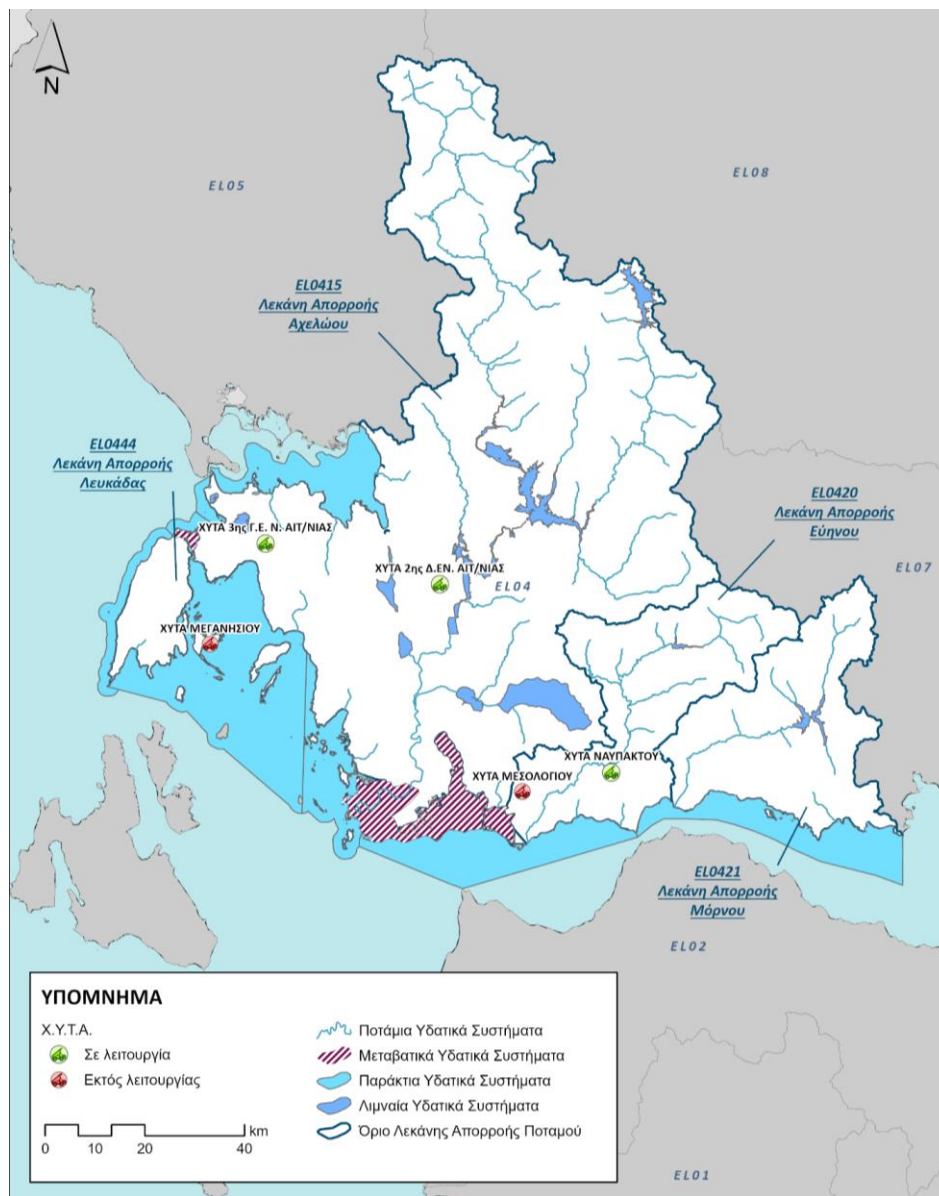 N
EL05
EL08
EL0415
Λεκάνη Απορροής
Αχελώου
EL0444
Λεκάνη Απορροής
Λευκάδας
EL0420
Λεκάνη Απορροής
Εύηνου
EL07
ΧΥΤΑ 3ης Γ.Ε. Ν. ΑΙΤ/ΝΙΑΣ
ΧΥΤΑ 2ης Δ.ΕΝ. ΑΙΤ/ΝΙΑΣ
EL04
ΧΥΤΑ ΜΕΓΑΝΗΣΙΟΥ
ΧΥΤΑ ΝΑΥΠΑΚΤΟΥ
ΧΥΤΑ ΜΕΣΟΛΟΓΙΟΥ
EL0421
Λεκάνη Απορροής
Μόρνου
EL02
ΥΠΟΜΝΗΜΑ
Χ.Υ.Τ.Α.
Σε λειτουργία
Εκτός λειτουργίας
km
0 10 20 40
Ποτάμια Υδατικά Συστήματα
Μεταβατικά Υδατικά Συστήματα
Παράκτια Υδατικά Συστήματα
Λιμναία Υδατικά Συστήματα
Όριο Λεκάνης Απορροής Ποταμού
EL01